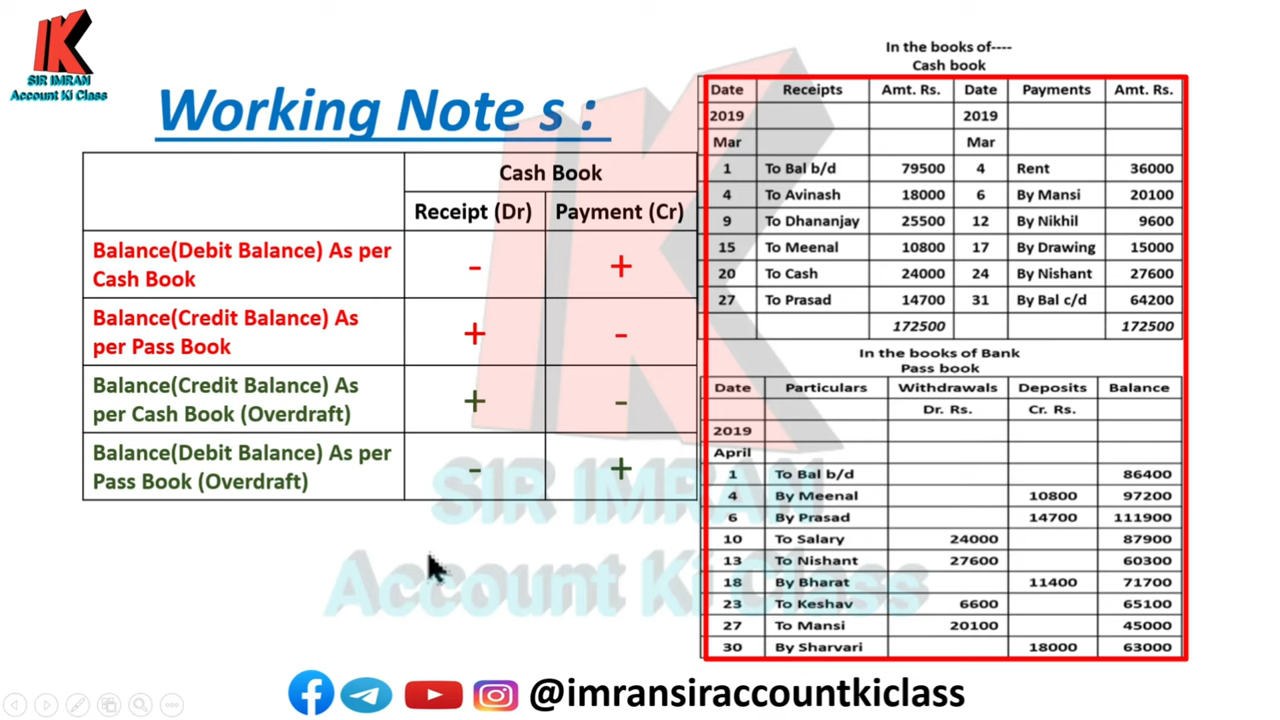 IK
SIR IMRAN
Account Ki Class
Working Note s :
Cash Book
Receipt (Dr) Payment (Cr)
Balance(Debit Balance) As per
Cash Book - +
Balance(Credit Balance) As
per Pass Book + -
Balance(Credit Balance) As
per Cash Book (Overdraft) + -
Balance(Debit Balance) As per
Pass Book (Overdraft) - +
In the books of----
Cash book
Date Receipts Amt. Rs. Date Payments Amt. Rs.
2019 2019
Mar Mar
1 To Bal b/d 79500 4 Rent 36000
4 To Avinash 18000 6 By Mansi 20100
9 To Dhananjay 25500 12 By Nikhil 9600
15 To Meenal 10800 17 By Drawing 15000
20 To Cash 24000 24 By Nishant 27600
27 To Prasad 14700 31 By Bal c/d 64200
172500 172500
In the books of Bank
Pass book
Date Particulars Withdrawals Deposits Balance
Dr. Rs. Cr. Rs.
2019
April
1 To Bal b/d 86400
4 By Meenal 10800 97200
6 By Prasad 14700 111900
10 To Salary 24000 87900
13 To Nishant 27600 60300
18 By Bharat 11400 71700
23 To Keshav 6600 65100
27 To Mansi 20100 45000
30 By Sharvari 18000 63000
SIR IMRAN
Account Ki Class
@imransiraccountkiclass